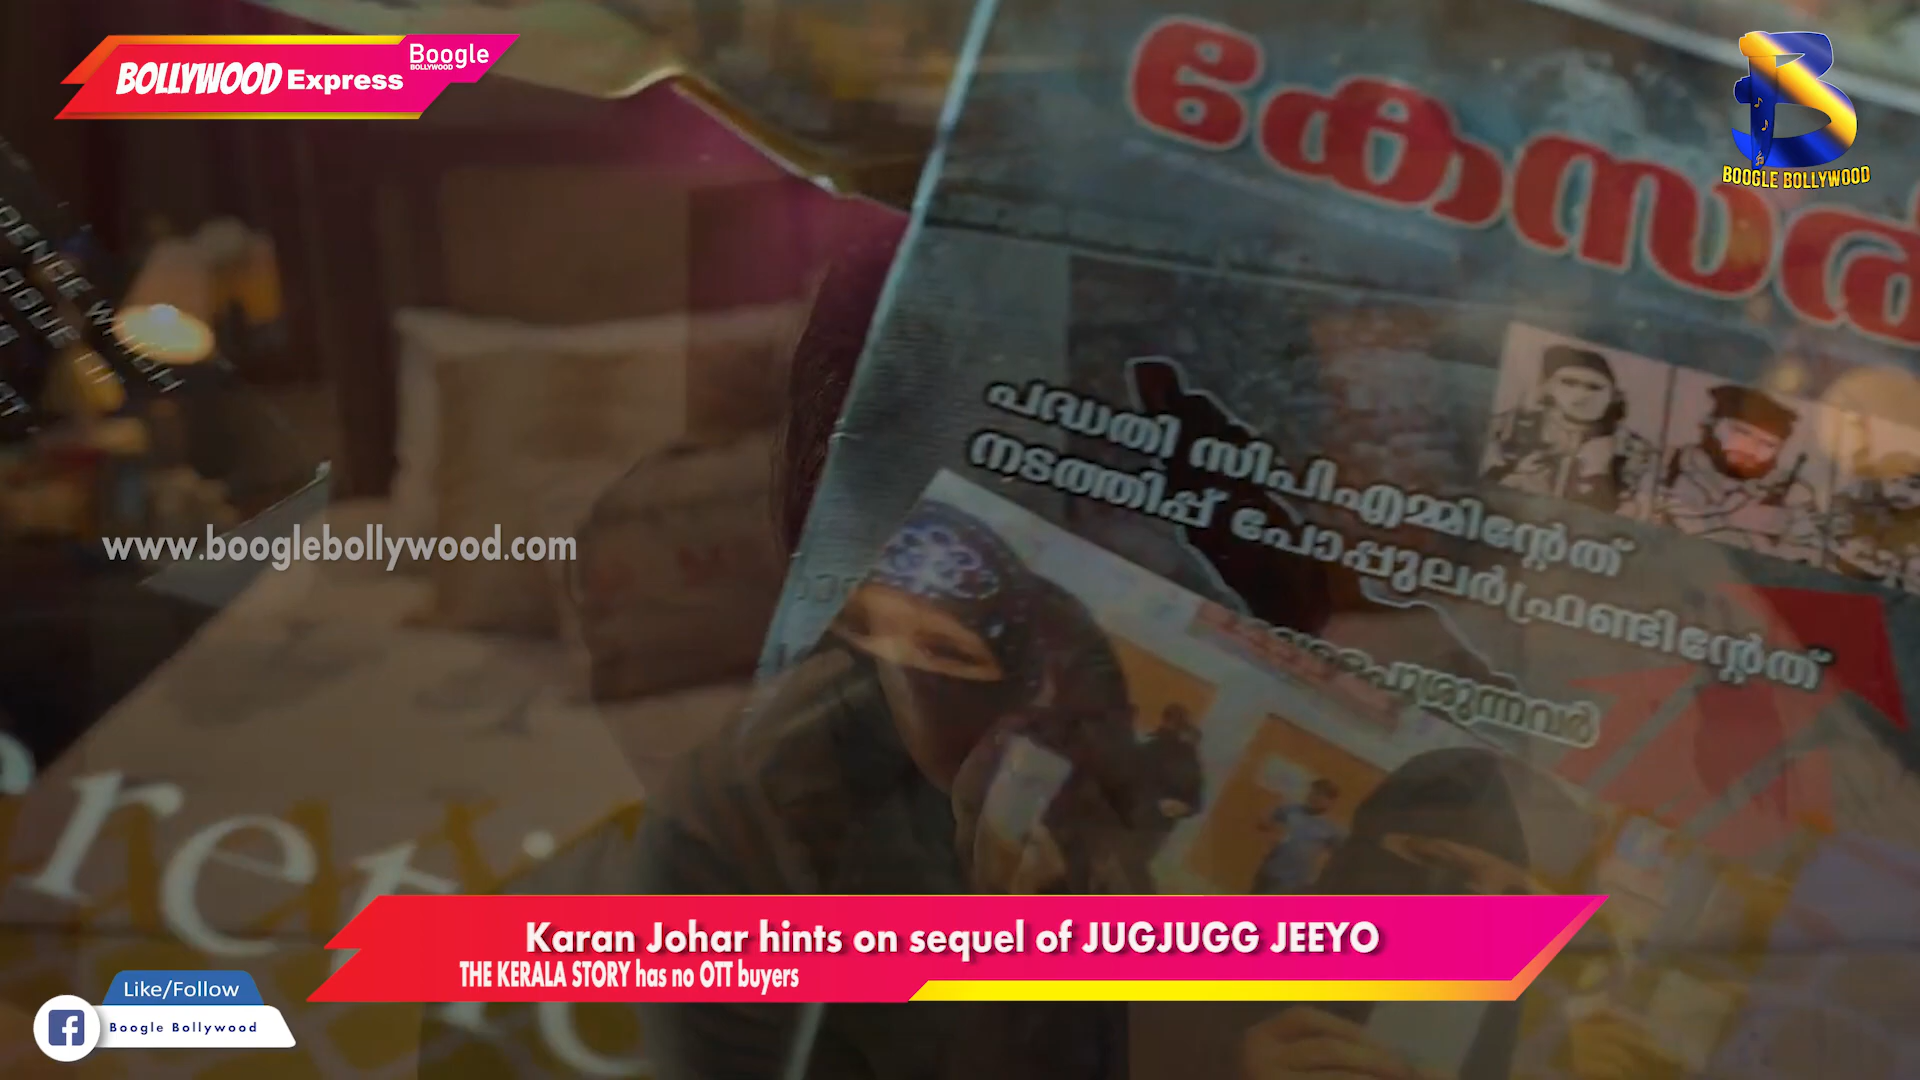 BOLLYWOOD Express
Boogle
BOLLYWOOD
BOOGLE BOLLYWOOD
കേസരി
പദ്ധതി സിപിഎമ്മിന്റേത്
നടത്തിപ്പ് പോപ്പുലർഫ്രണ്ടിന്റേത്
www.booglebollywood.com
ret
Karan Johar hints on sequel of JUGJUGG JEEYO
THE KERALA STORY has no OTT buyers
Like/Follow
Boogle Bollywood